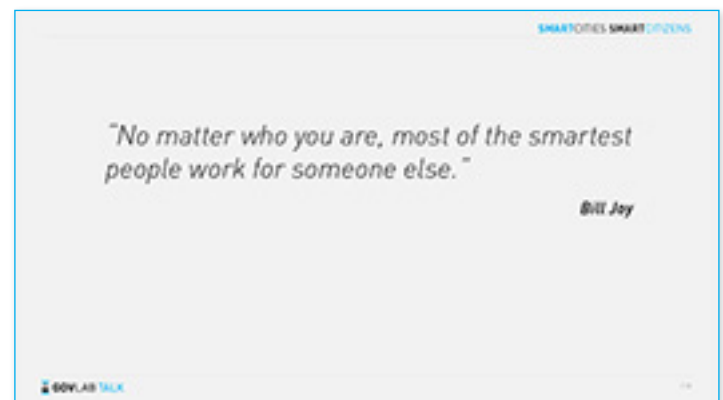 SMARTCITIES SMARTCITIZENS
"No matter who you are, most of the smartest
people work for someone else."
Bill Joy
GOVLAB TALK